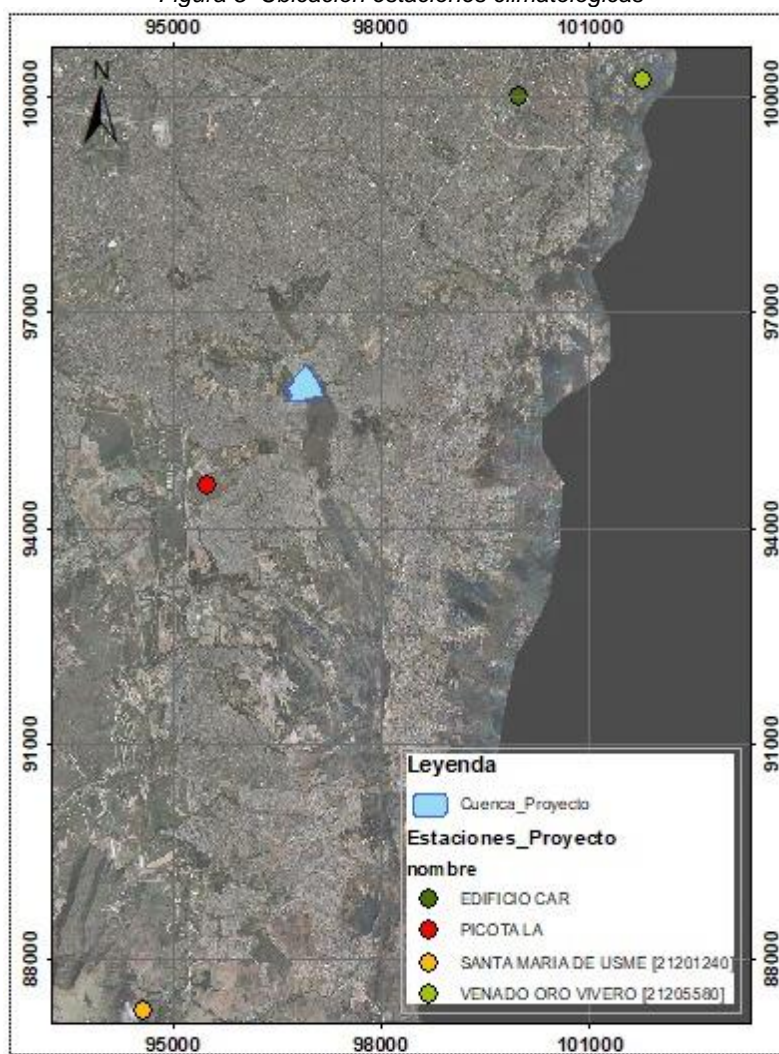 Figura 8 Ubicación estaciones climatológicas
95000 98000 101000
N
100000 100000
97000 97000
94000 94000
91000 91000
88000 88000
Leyenda
Cuenca_Proyecto
Estaciones_Proyecto
nombre
EDIFICIO CAR
PICOTA LA
SANTA MARIA DE USME [21201240]
VENADO ORO VIVERO [21205580]
95000 98000 101000